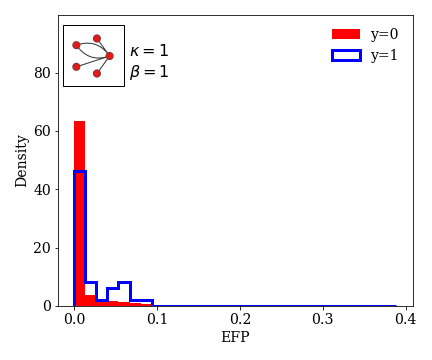 κ = 1
β = 1
y=0
y=1
Density
80
60
40
20
0
0.0 0.1 0.2 0.3 0.4
EFP